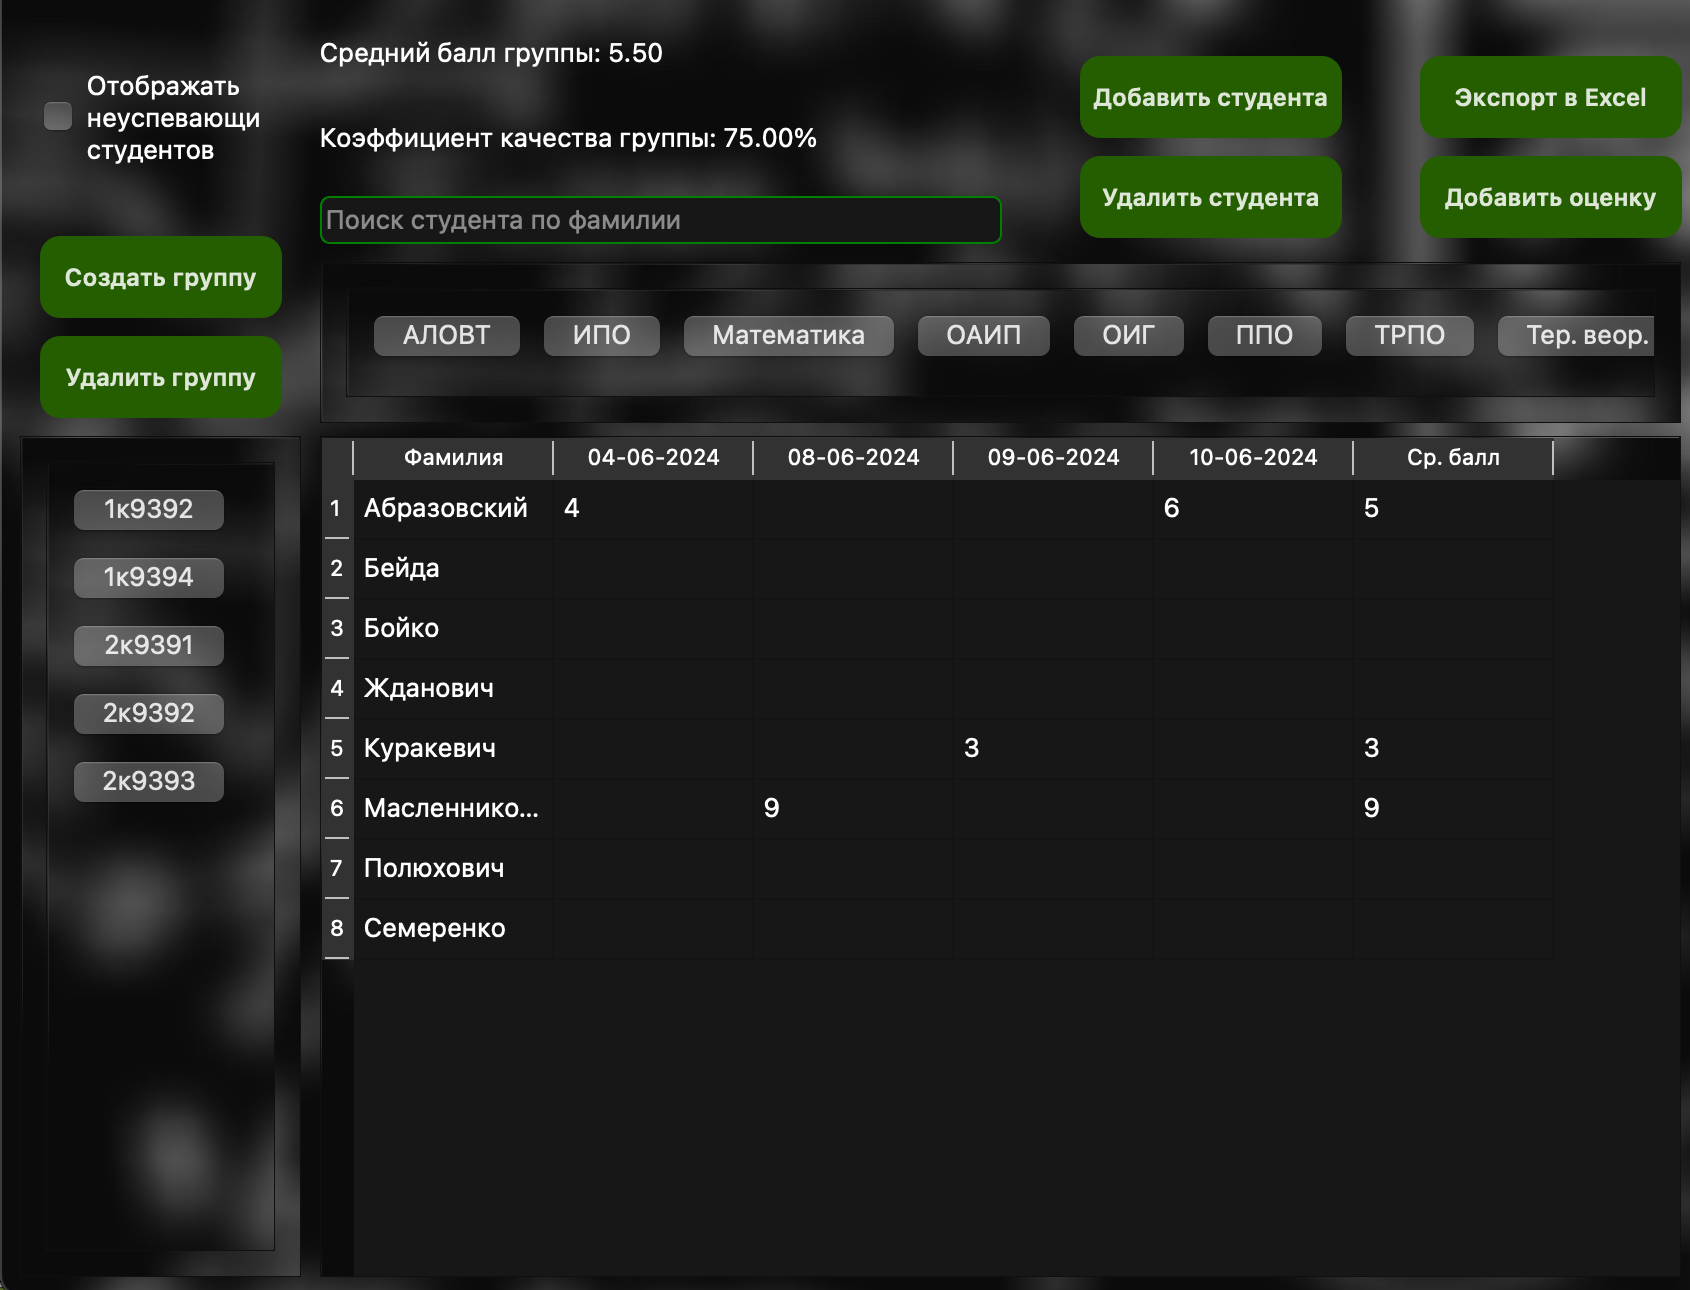 Отображать
неуспевающи
студентов
Средний балл группы: 5.50
Коэффициент качества группы: 75.00%
Поиск студента по фамилии
Добавить студента
Экспорт в Excel
Удалить студента
Добавить оценку
Создать группу
Удалить группу
АЛОВТ ИПО Математика ОАИП ОИГ ППО ТРПО Тер. веор.
1к9392
1к9394
2к9391
2к9392
2к9393
Фамилия 04-06-2024 08-06-2024 09-06-2024 10-06-2024 Ср. балл
1 Абразовский 4 6 5
2 Бейда
3 Бойко
4 Жданович
5 Куракевич 3 3
6 Масленнико... 9 9
7 Полюхович
8 Семеренко